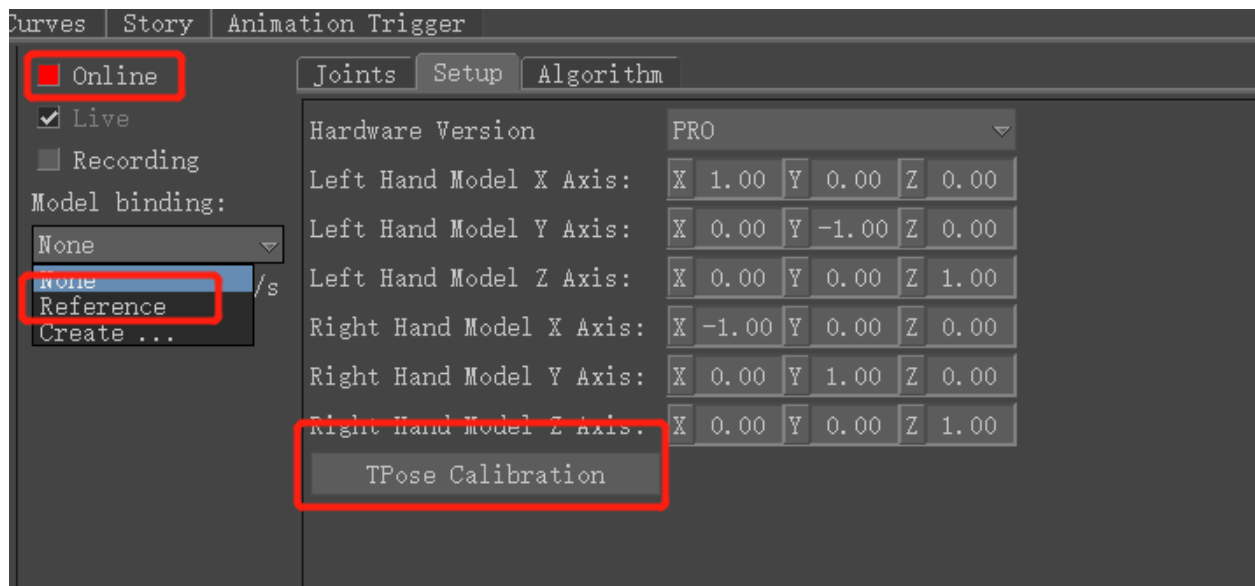 Curves Story Animation Trigger
Online
Live
Recording
Model binding:
None
None
Reference
Create ...
/s
Joints Setup Algorithm
Hardware Version PRO
Left Hand Model X Axis: X 1.00 Y 0.00 Z 0.00
Left Hand Model Y Axis: X 0.00 Y -1.00 Z 0.00
Left Hand Model Z Axis: X 0.00 Y 0.00 Z 1.00
Right Hand Model X Axis: X -1.00 Y 0.00 Z 0.00
Right Hand Model Y Axis: X 0.00 Y 1.00 Z 0.00
Right Hand Model Z Axis: X 0.00 Y 0.00 Z 1.00
TPose Calibration